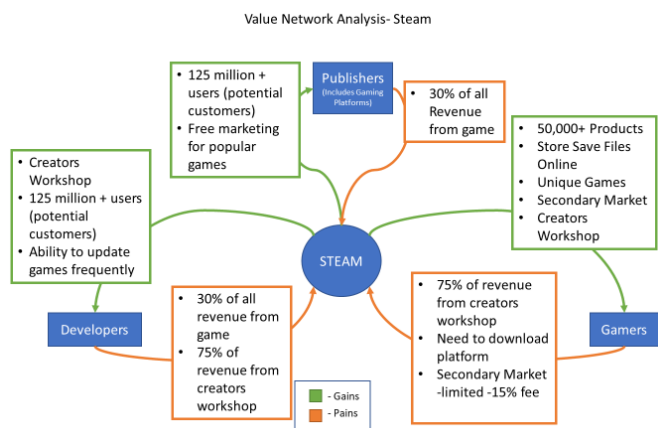 Value Network Analysis- Steam
• 125 million +
users (potential
customers)
• Free marketing
for popular
games
Publishers
(Includes Gaming
Platforms)
• 30% of all
Revenue
from game
• 50,000+ Products
• Store Save Files
Online
• Unique Games
• Secondary Market
• Creators
Workshop
• Creators
Workshop
• 125 million + users
(potential
customers)
• Ability to update
games frequently
STEAM
• 30% of all
revenue from
game
• 75% of
revenue from
creators
workshop
• 75% of revenue
from creators
workshop
• Need to download
platform
• Secondary Market
-limited -15% fee
Developers
Gamers
- Gains
- Pains